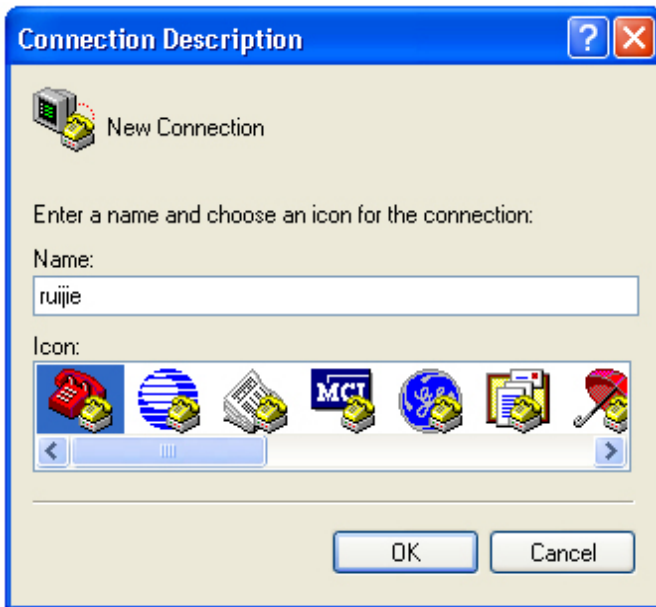 Connection Description
New Connection
Enter a name and choose an icon for the connection:
Name:
ruijie
Icon:
MCI
OK
Cancel